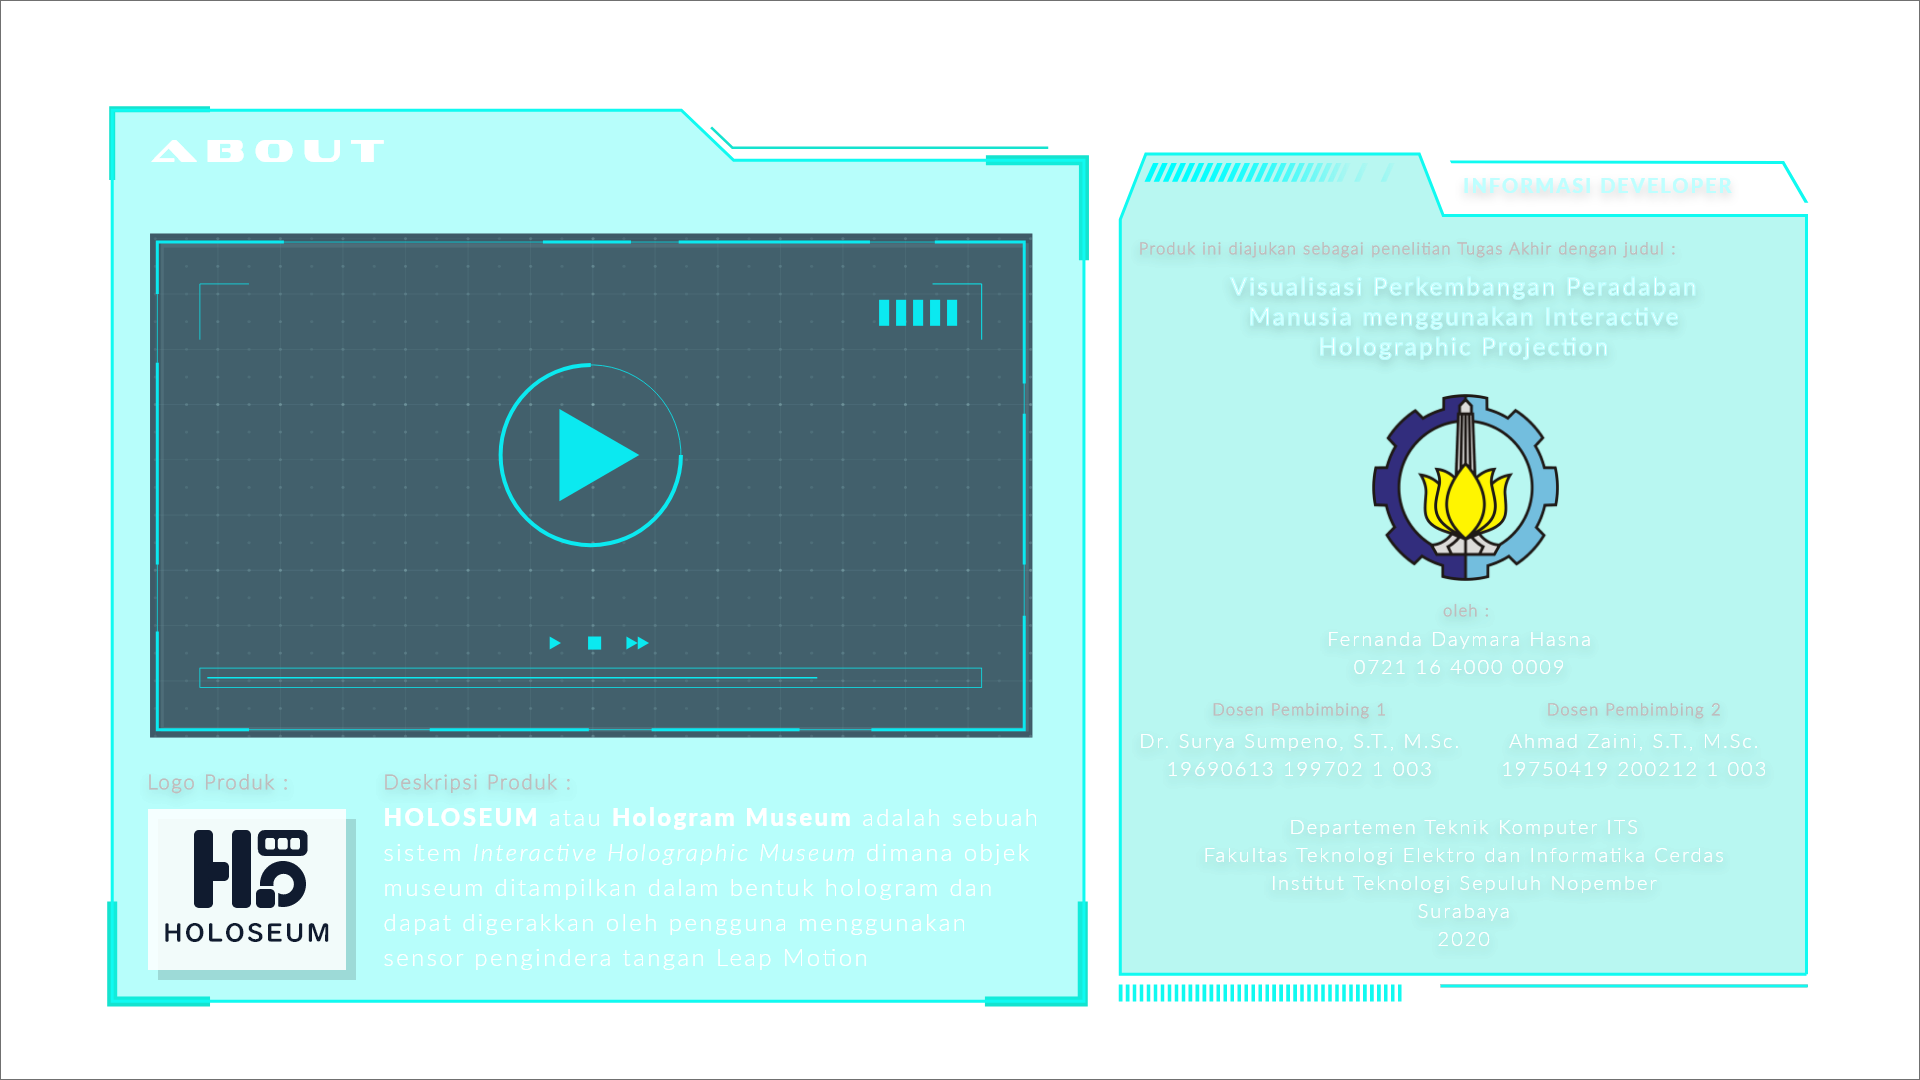 ABOUT
Logo Produk :
HOLOSEUM
Deskripsi Produk :
HOLOSEUM atau Hologram Museum adalah sebuah
sistem Interactive Holographic Museum dimana objek
museum ditampilkan dalam bentuk hologram dan
dapat digerakkan oleh pengguna menggunakan
sensor pengindera tangan Leap Motion
INFORMASI DEVELOPER
Produk ini diajukan sebagai penelitian Tugas Akhir dengan judul :
Visualisasi Perkembangan Peradaban
Manusia menggunakan Interactive
Holographic Projection
oleh :
Fernanda Daymara Hasna
0721 16 4000 0009
Dosen Pembimbing 1
Dr. Surya Sumpeno, S.T., M.Sc.
19690613 199702 1 003
Dosen Pembimbing 2
Ahmad Zaini, S.T., M.Sc.
19750419 200212 1 003
Departemen Teknik Komputer ITS
Fakultas Teknologi Elektro dan Informatika Cerdas
Institut Teknologi Sepuluh Nopember
Surabaya
2020